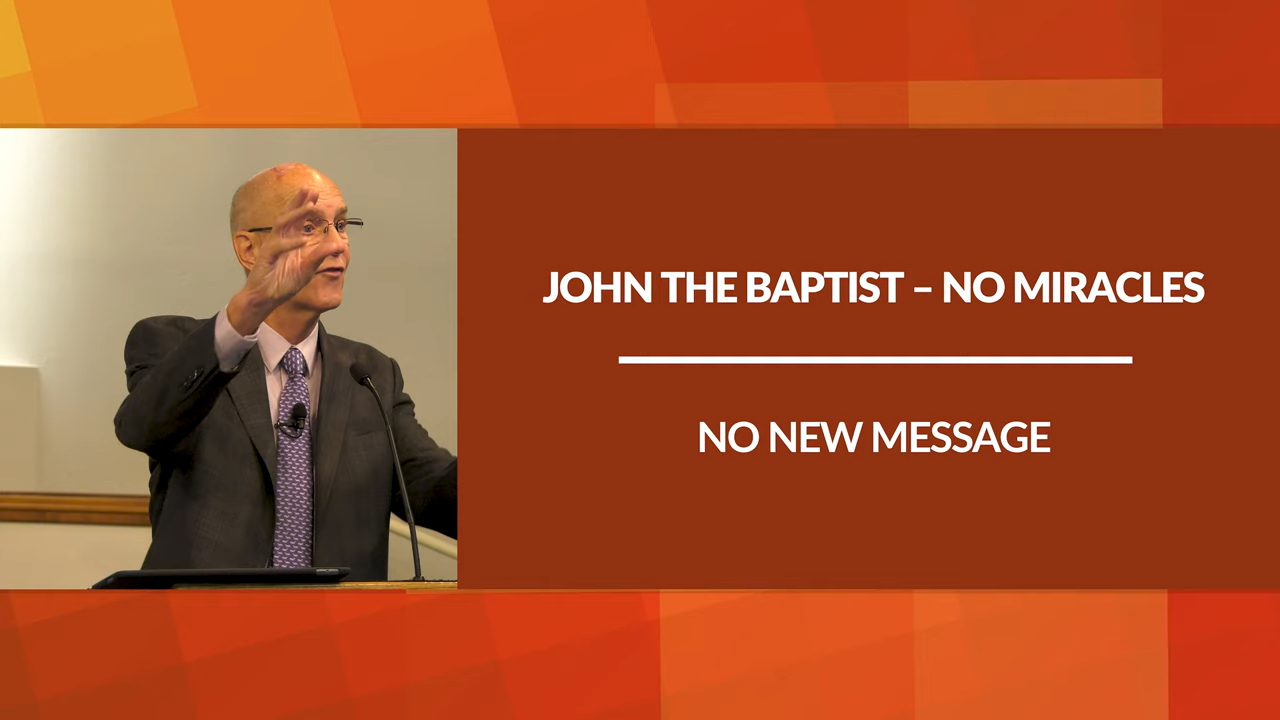 JOHN THE BAPTIST – NO MIRACLES
NO NEW MESSAGE